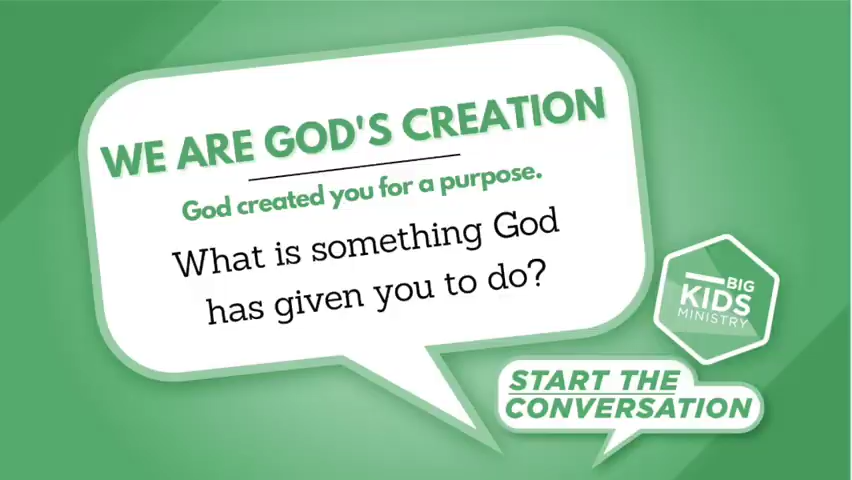 WE ARE GOD'S CREATION
God created you for a purpose.
What is something God
has given you to do?
BIG
KIDS
MINISTRY
START THE
CONVERSATION